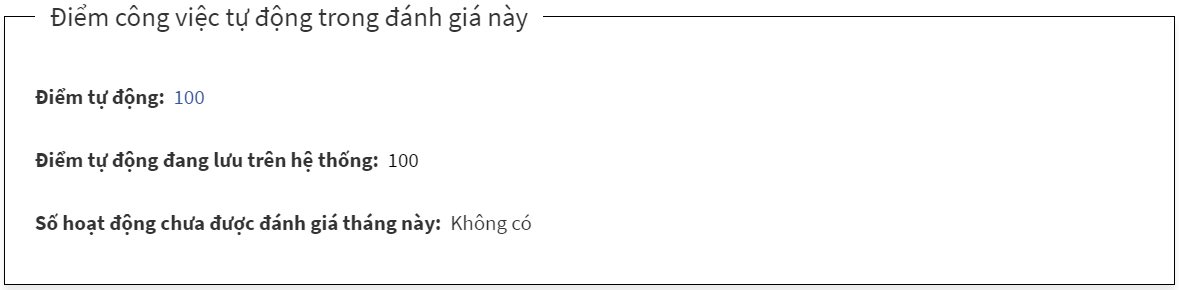 Điểm công việc tự động trong đánh giá này
Điểm tự động: 100
Điểm tự động đang lưu trên hệ thống: 100
Số hoạt động chưa được đánh giá tháng này: Không có